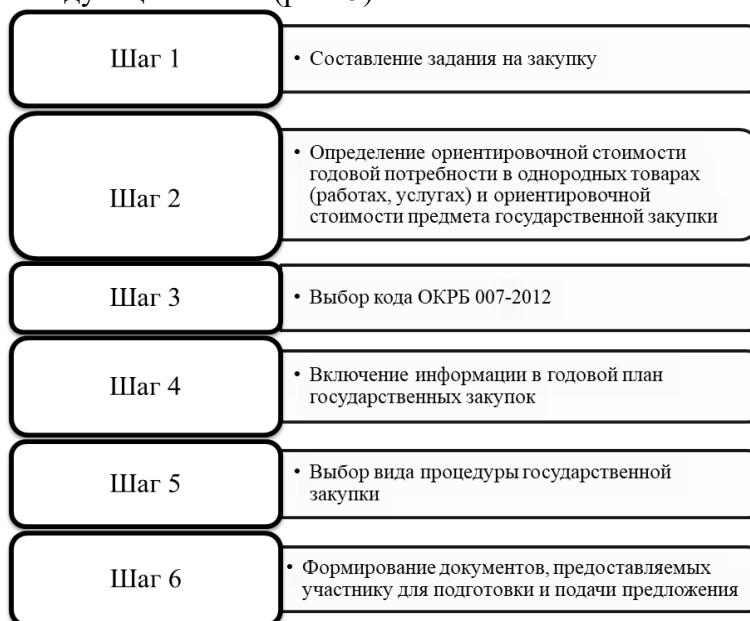 Шаг 1
• Составление задания на закупку
Шаг 2
• Определение ориентировочной стоимости
годовой потребности в однородных товарах
(работах, услугах) и ориентировочной
стоимости предмета государственной закупки
Шаг 3
• Выбор кода ОКРБ 007-2012
Шаг 4
• Включение информации в годовой план
государственных закупок
Шаг 5
• Выбор вида процедуры государственной
закупки
Шаг 6
• Формирование документов, предоставляемых
участнику для подготовки и подачи предложения